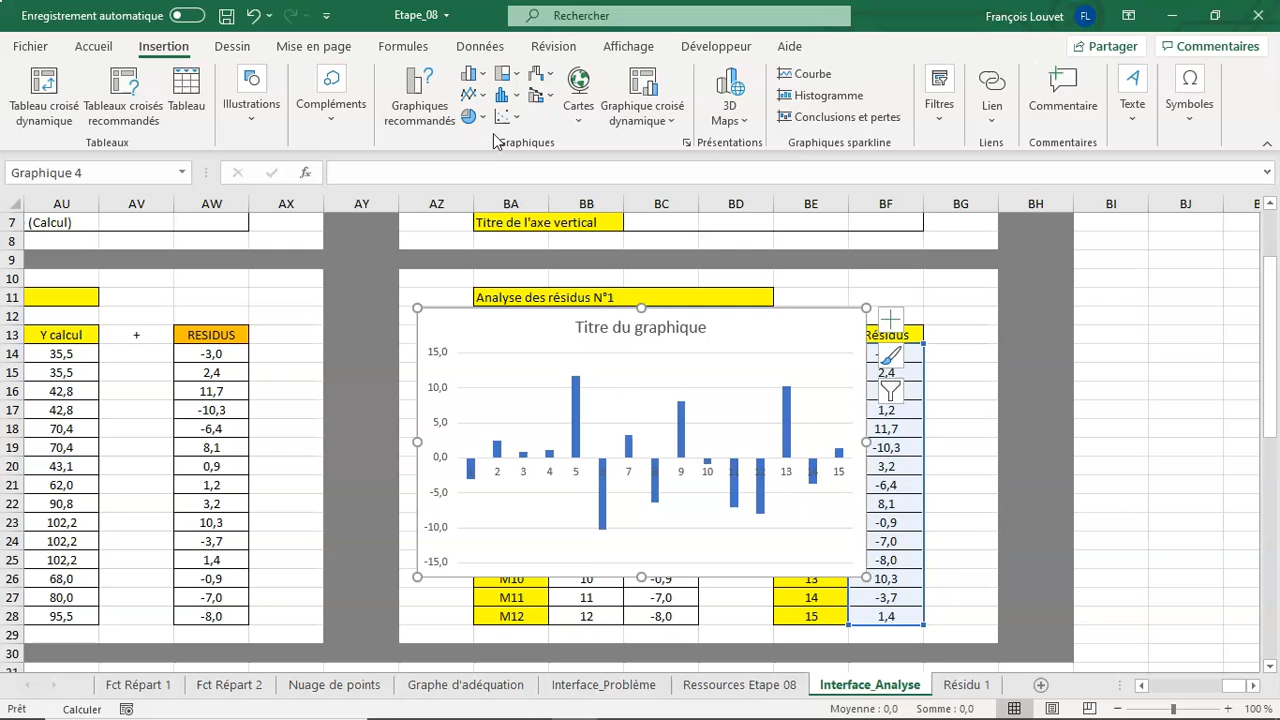 Enregistrement automatique Etape_08 Rechercher François Louvet FL
Fichier Accueil Insertion Dessin Mise en page Formules Données Révision Affichage Développeur Aide Partager Commentaires
Tableau croisé dynamique Tableaux croisés recommandés Tableau Illustrations Compléments Graphiques recommandés Cartes Graphique croisé dynamique 3D Maps Courbe Histogramme Conclusions et pertes Filtres Lien Commentaire Texte Symboles
Tableaux Graphiques Présentations Graphiques sparkline Liens Commentaires
Graphique 4 fx
AU AV AW AX AY AZ BA BB BC BD BE BF BG BH BI BJ
7 (Calcul) Titre de l'axe vertical
8
9
10
11 Analyse des résidus N°1
12
13 Y calcul + RESIDUS Résidus
14 35,5 -3,0
15 35,5 2,4 2,4
16 42,8 11,7
17 42,8 -10,3 1,2
18 70,4 -6,4 11,7
19 70,4 8,1 -10,3
20 43,1 0,9 3,2
21 62,0 1,2 -6,4
22 90,8 3,2 8,1
23 102,2 10,3 -0,9
24 102,2 -3,7 -7,0
25 102,2 1,4 -8,0
26 68,0 -0,9 M10 10 -0,9 13 10,3
27 80,0 -7,0 M11 11 -7,0 14 -3,7
28 95,5 -8,0 M12 12 -8,0 15 1,4
29
30
Titre du graphique
15,0
10,0
5,0
0,0
2 3 4 5 7 9 10 11 12 13 15
-5,0
-10,0
-15,0
Fct Répart 1 Fct Répart 2 Nuage de points Graphe d'adéquation Interface_Problème Ressources Etape 08 Interface_Analyse Résidu 1
Prêt Calculer Moyenne : 0,0 Somme : 0,0 100 %